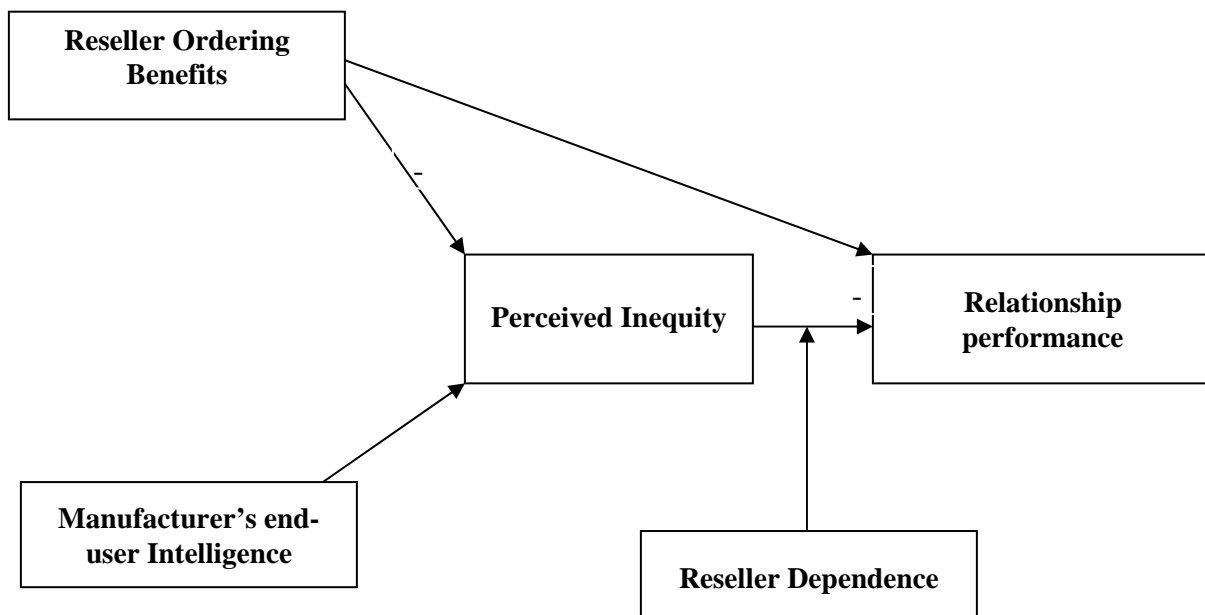 Reseller Ordering
Benefits
-
Perceived Inequity
-
Relationship
performance
Manufacturer’s end-
user Intelligence
Reseller Dependence